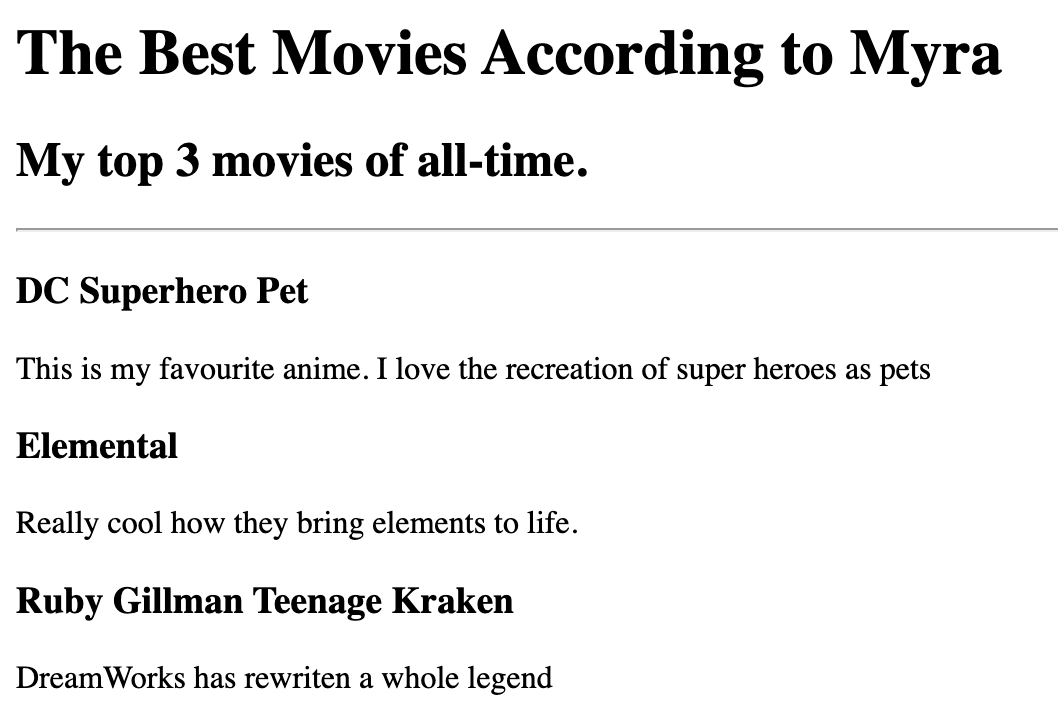 The Best Movies According to Myra
My top 3 movies of all-time.
DC Superhero Pet
This is my favourite anime. I love the recreation of super heroes as pets
Elemental
Really cool how they bring elements to life.
Ruby Gillman Teenage Kraken
DreamWorks has rewriten a whole legend